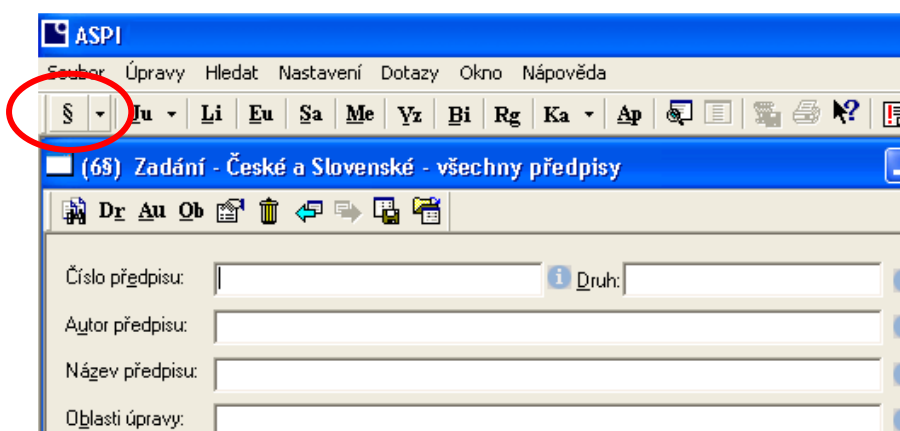 ASPI
Soubor Úpravy Hledat Nastavení Dotazy Okno Nápověda
§ Ju Li Eu Sa Me Vz Bi Rg Ka Ap
(6§) Zadání - České a Slovenské - všechny předpisy
Dr Au Ob
Číslo předpisu: Druh:
Autor předpisu:
Název předpisu:
Oblasti úpravy: